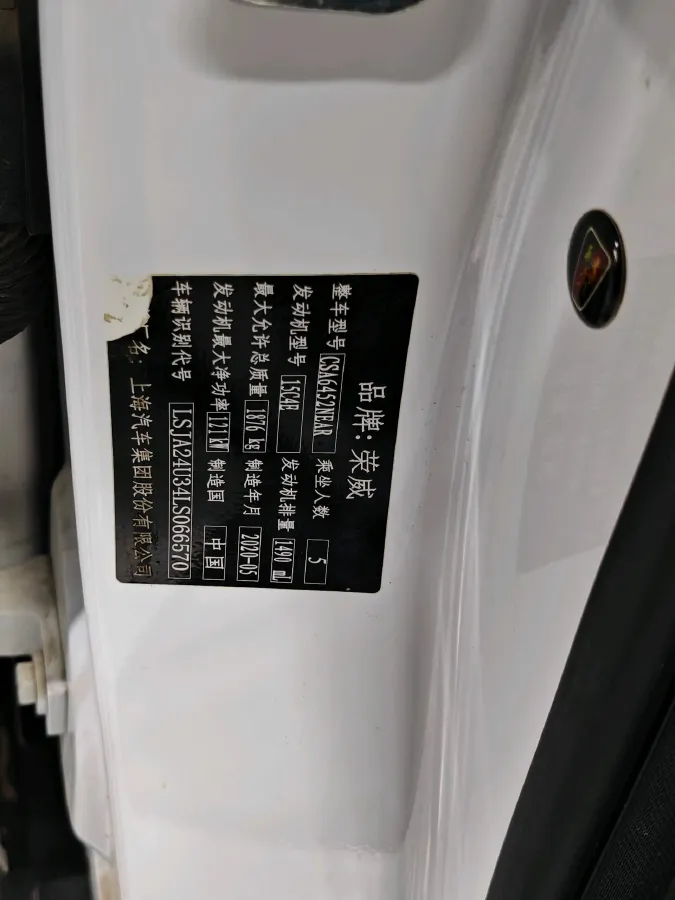 品牌: 荣威
整车型号 CSA6452NEAR 乘坐人数 5
发动机型号 15C4E 发动机排量 1490 ml
最大允许总质量 1876 kg 制造年月 2020-05
发动机最大净功率 121 kW 制造国 中国
车辆识别代号 LSJA24U34LS066570
名: 上海汽车集团股份有限公司